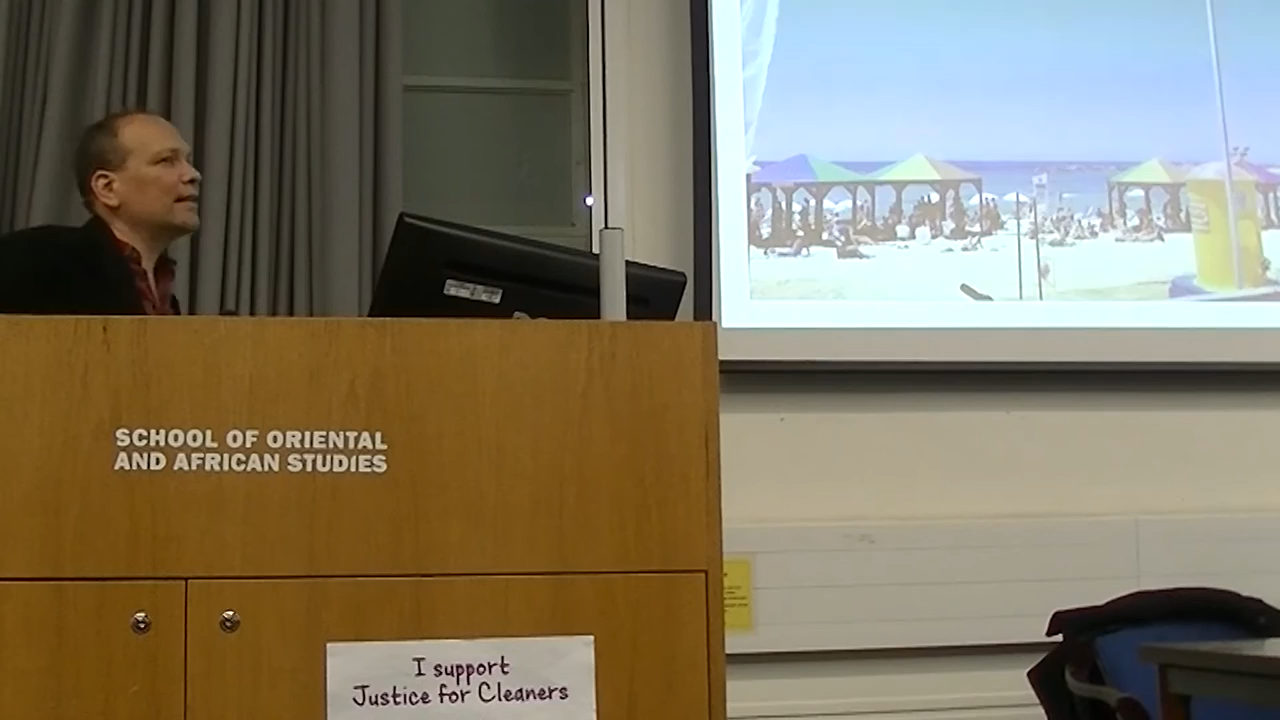 SCHOOL OF ORIENTAL
AND AFRICAN STUDIES
I support
Justice for Cleaners